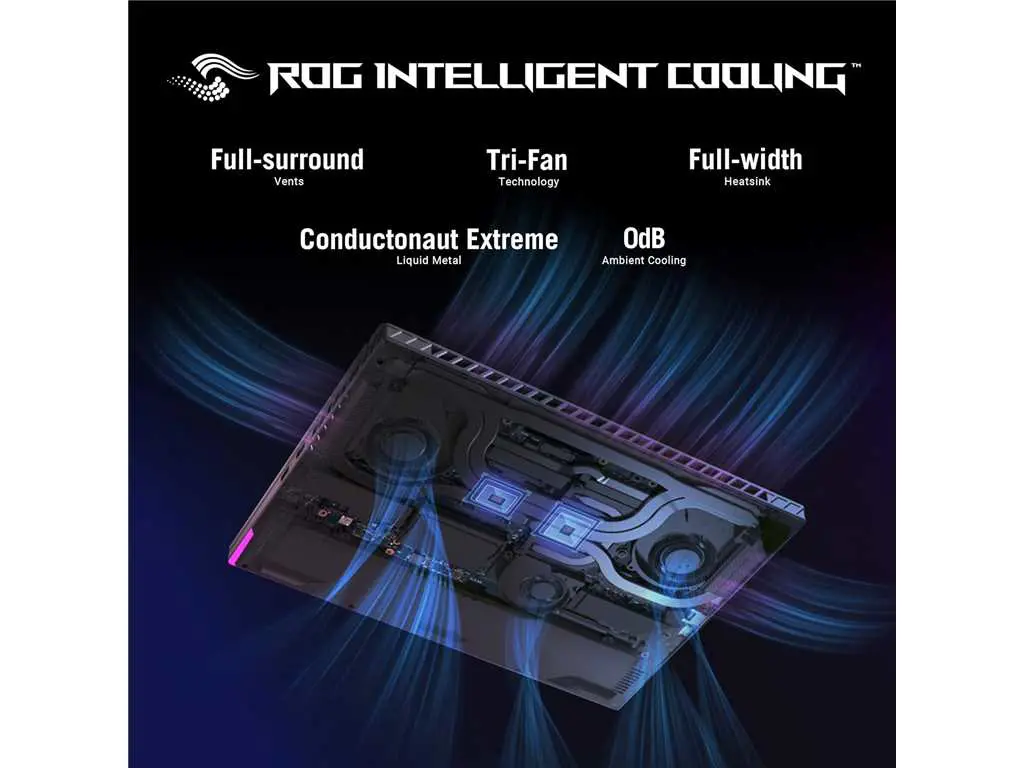 ROG INTELLIGENT COOLING™
Full-surround
Vents
Tri-Fan
Technology
Full-width
Heatsink
Conductonaut Extreme
Liquid Metal
0dB
Ambient Cooling